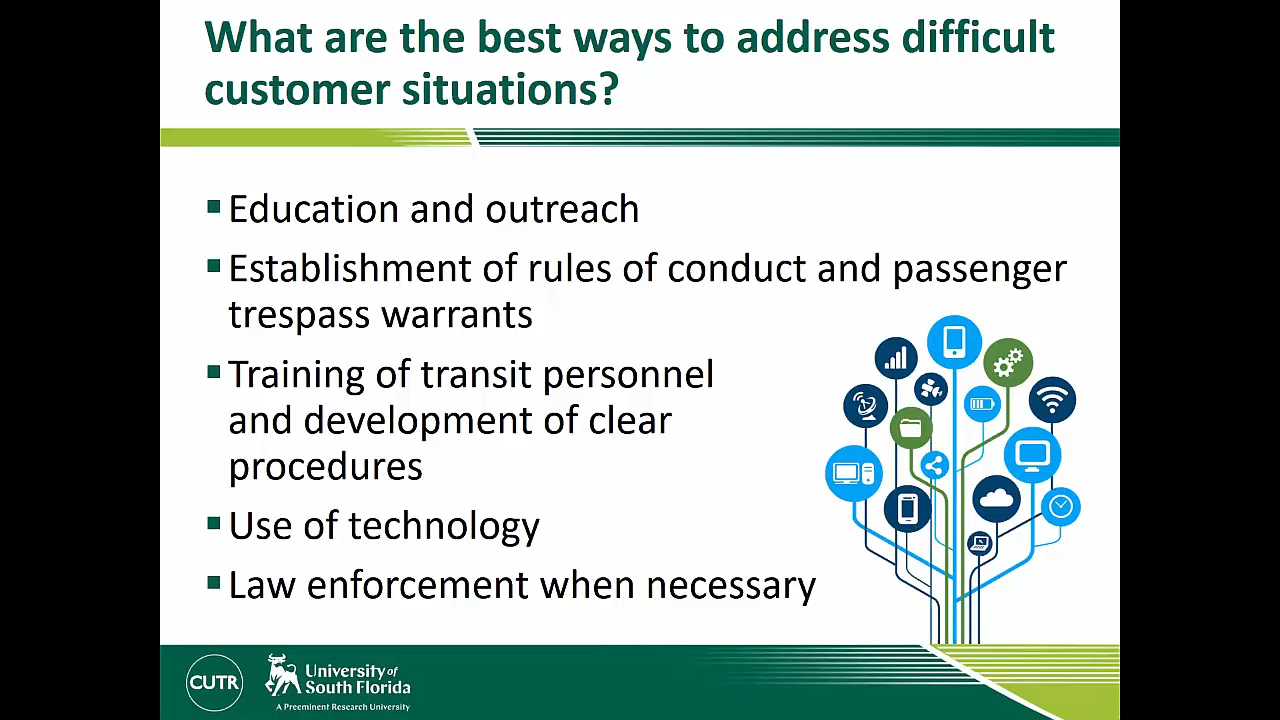 What are the best ways to address difficult
customer situations?
▪ Education and outreach
▪ Establishment of rules of conduct and passenger
trespass warrants
▪ Training of transit personnel
and development of clear
procedures
▪ Use of technology
▪ Law enforcement when necessary
CUTR
University of
South Florida
A Preeminent Research University